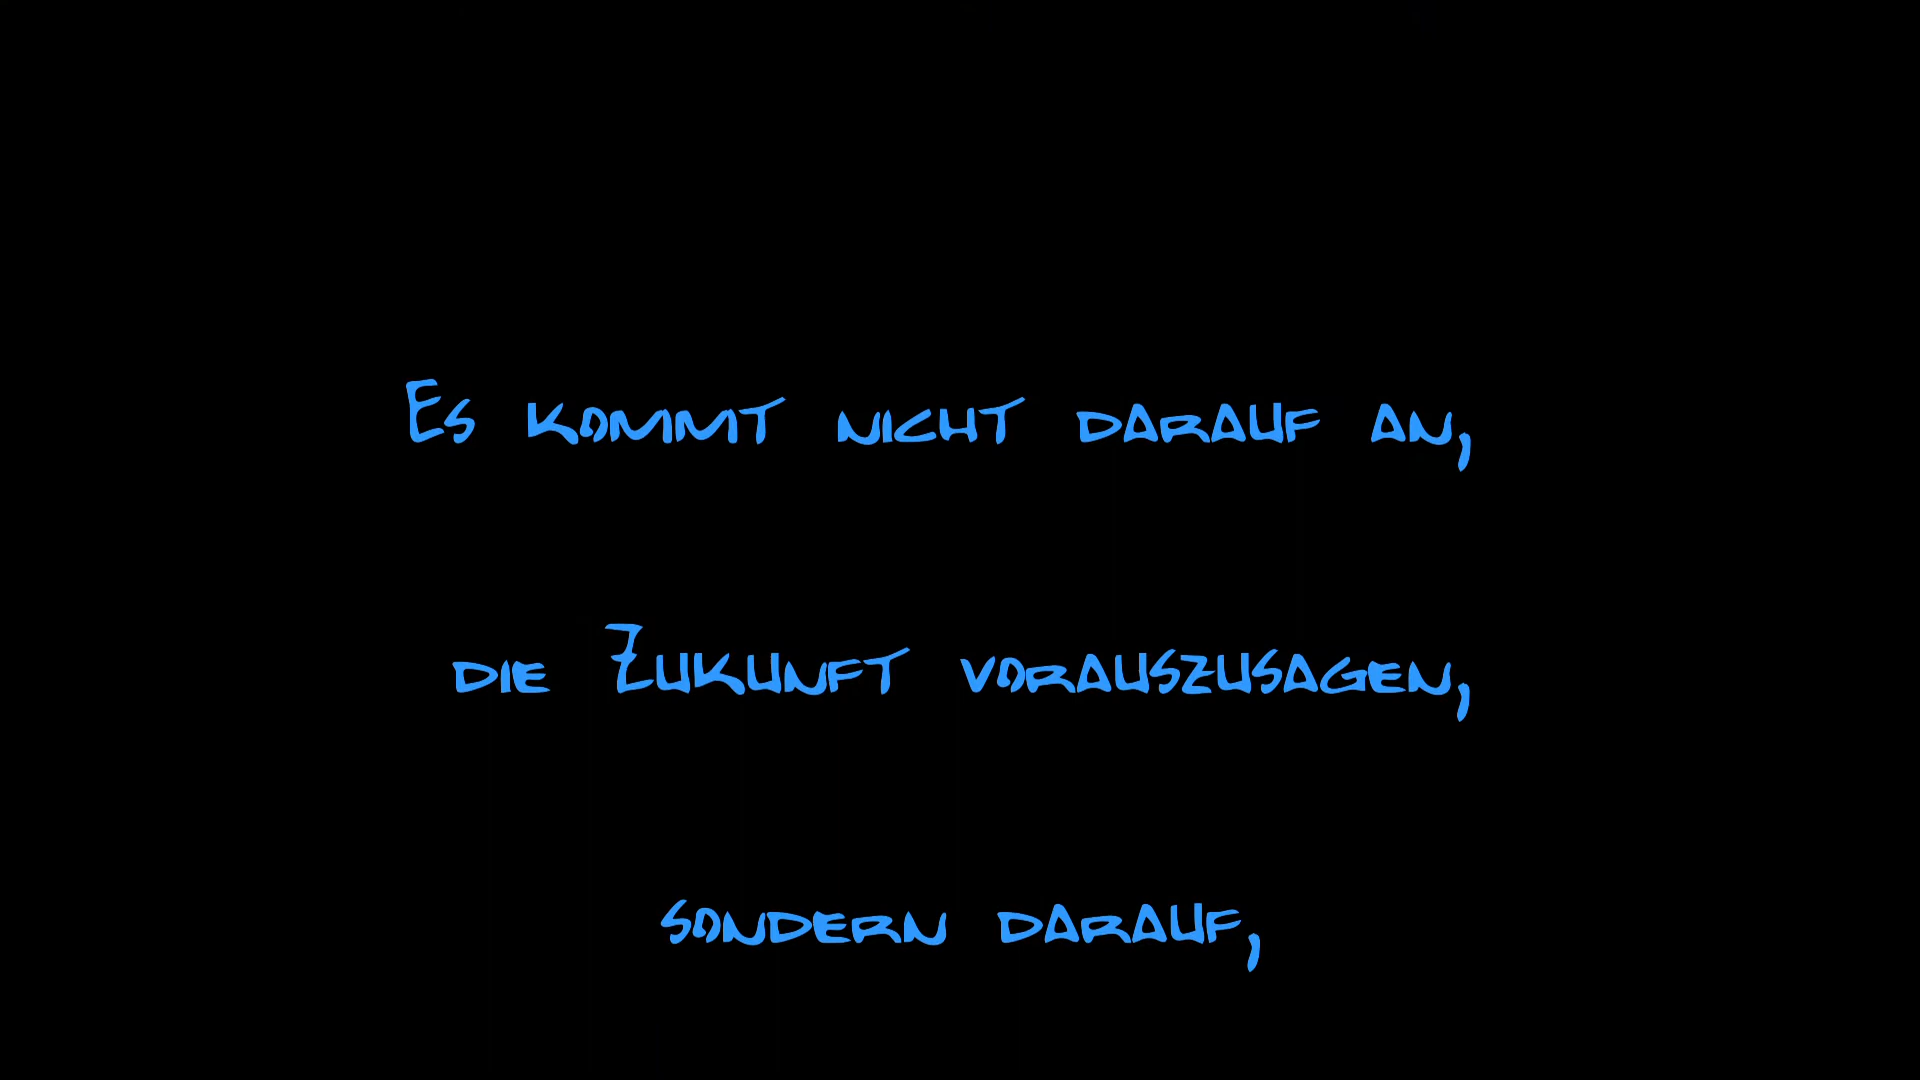 Es kommt nicht darauf an,
die Zukunft vorauszusagen,
sondern darauf,